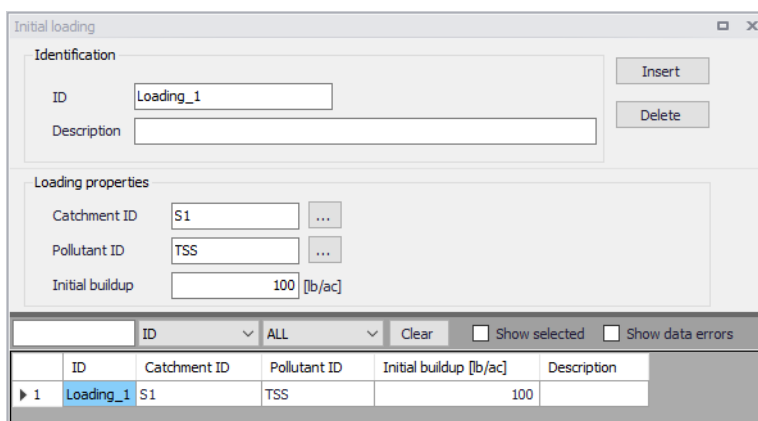 Initial loading
Identification
Insert
ID Loading_1
Delete
Description
Loading properties
Catchment ID S1 ...
Pollutant ID TSS ...
Initial buildup 100 [lb/ac]
ID ALL Clear Show selected Show data errors
ID Catchment ID Pollutant ID Initial buildup [lb/ac] Description
1 Loading_1 S1 TSS 100